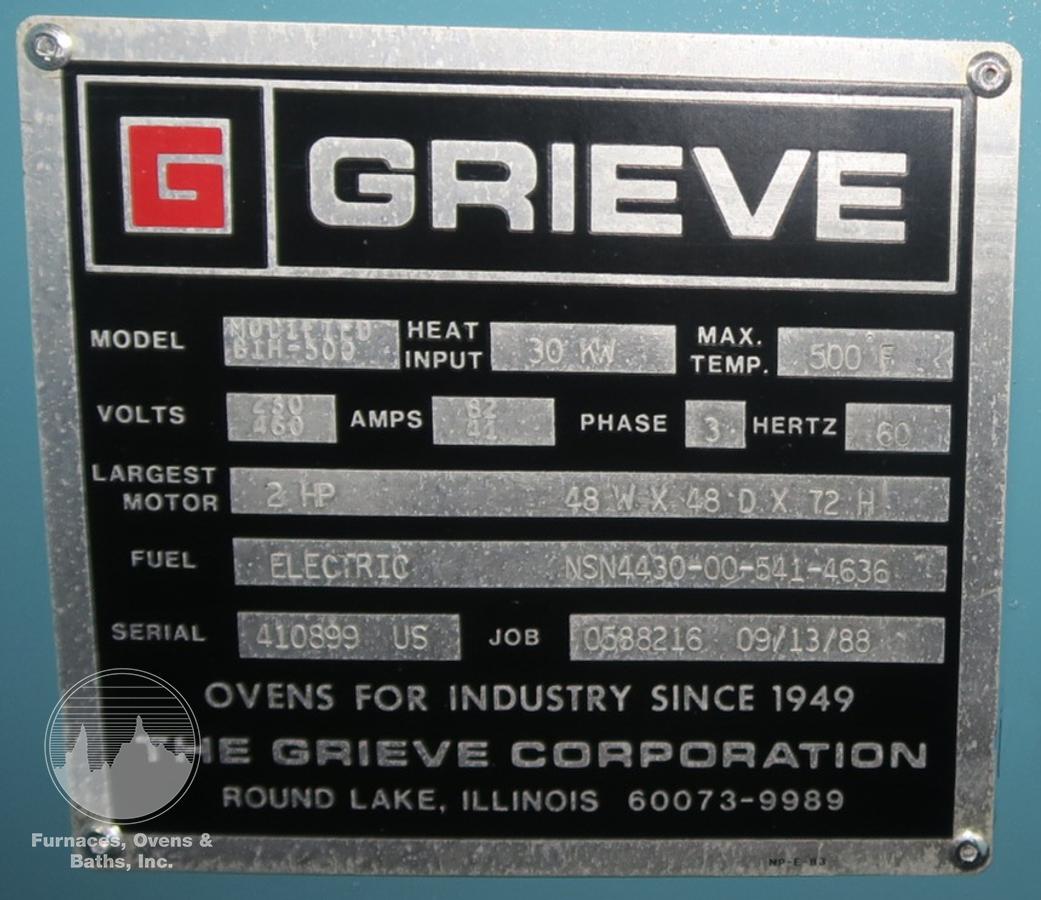 G GRIEVE
MODEL MODIFIED B1H-500 HEAT INPUT 30 KW MAX. TEMP. 500°F
VOLTS 230 460 AMPS 82 41 PHASE 3 HERTZ 60
LARGEST MOTOR 2 HP 48 W X 48 D X 72 H
FUEL ELECTRIC NSN4430-00-541-4636
SERIAL 410899 US JOB 0588216 09/13/88
OVENS FOR INDUSTRY SINCE 1949
THE GRIEVE CORPORATION
ROUND LAKE, ILLINOIS 60073-9989
Furnaces, Ovens &
Baths, Inc.
NP-E-83